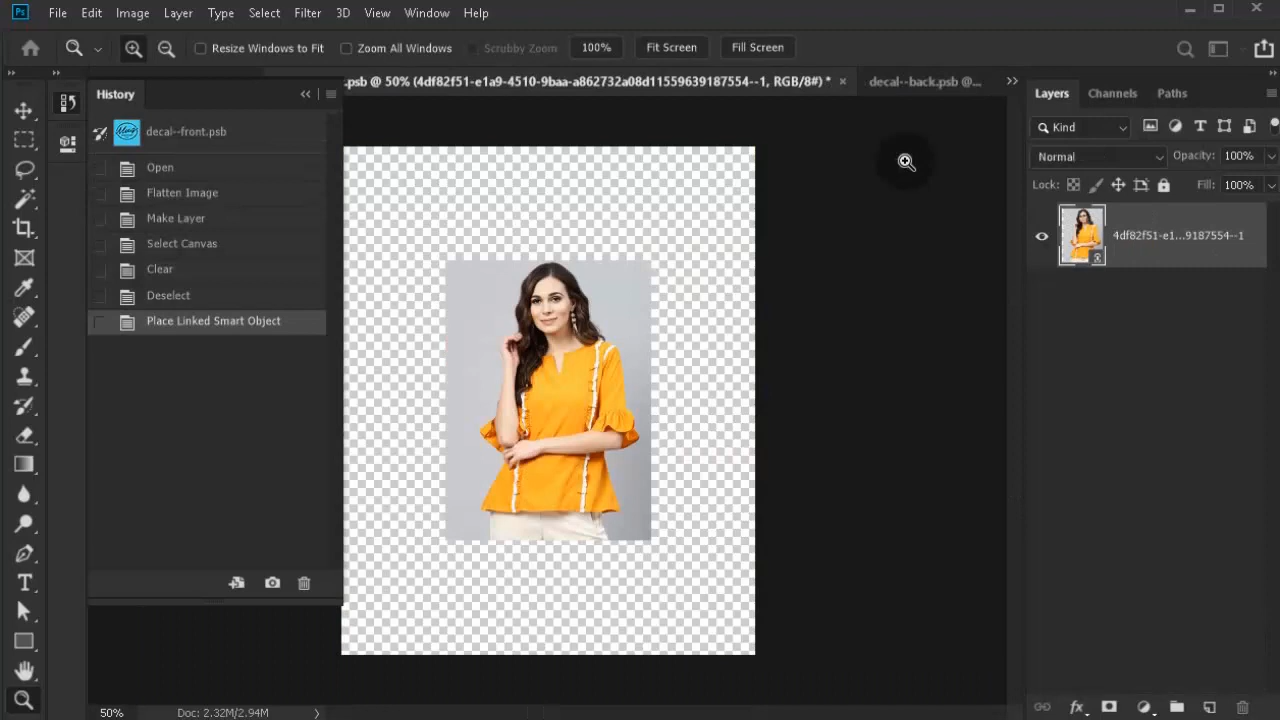 Ps File Edit Image Layer Type Select Filter 3D View Window Help
Resize Windows to Fit Zoom All Windows Scrubby Zoom 100% Fit Screen Fill Screen
.psb @ 50% (4df82f51-e1a9-4510-9baa-a862732a08d11559639187554--1, RGB/8#) * decal--back.psb @...
History
decal--front.psb
Open
Flatten Image
Make Layer
Select Canvas
Clear
Deselect
Place Linked Smart Object
Layers Channels Paths
Kind
Normal Opacity: 100%
Lock: Fill: 100%
4df82f51-e1...9187554--1
fx
50% Doc: 2.32M/2.94M